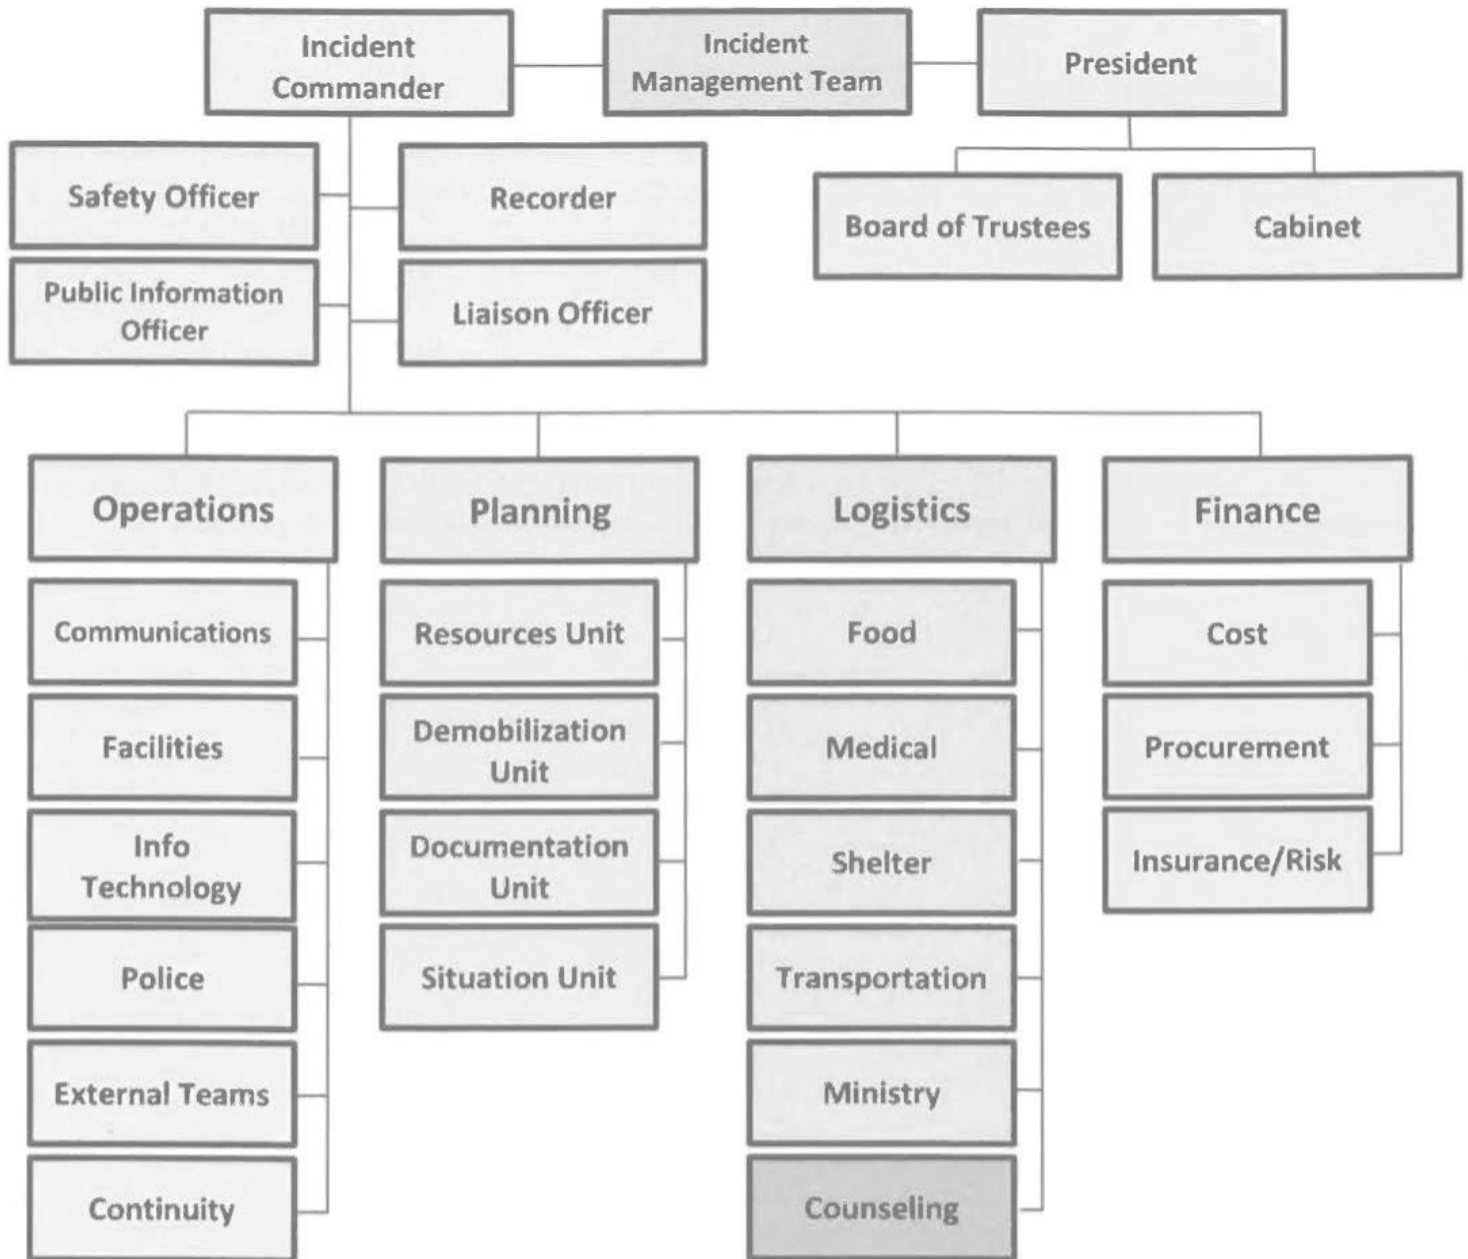 Incident
Commander
Incident
Management Team
President
Safety Officer
Recorder
Board of Trustees
Cabinet
Public Information
Officer
Liaison Officer
Operations
Planning
Logistics
Finance
Communications
Resources Unit
Food
Cost
Facilities
Demobilization
Unit
Medical
Procurement
Info
Technology
Documentation
Unit
Shelter
Insurance/Risk
Police
Situation Unit
Transportation
External Teams
Ministry
Continuity
Counseling